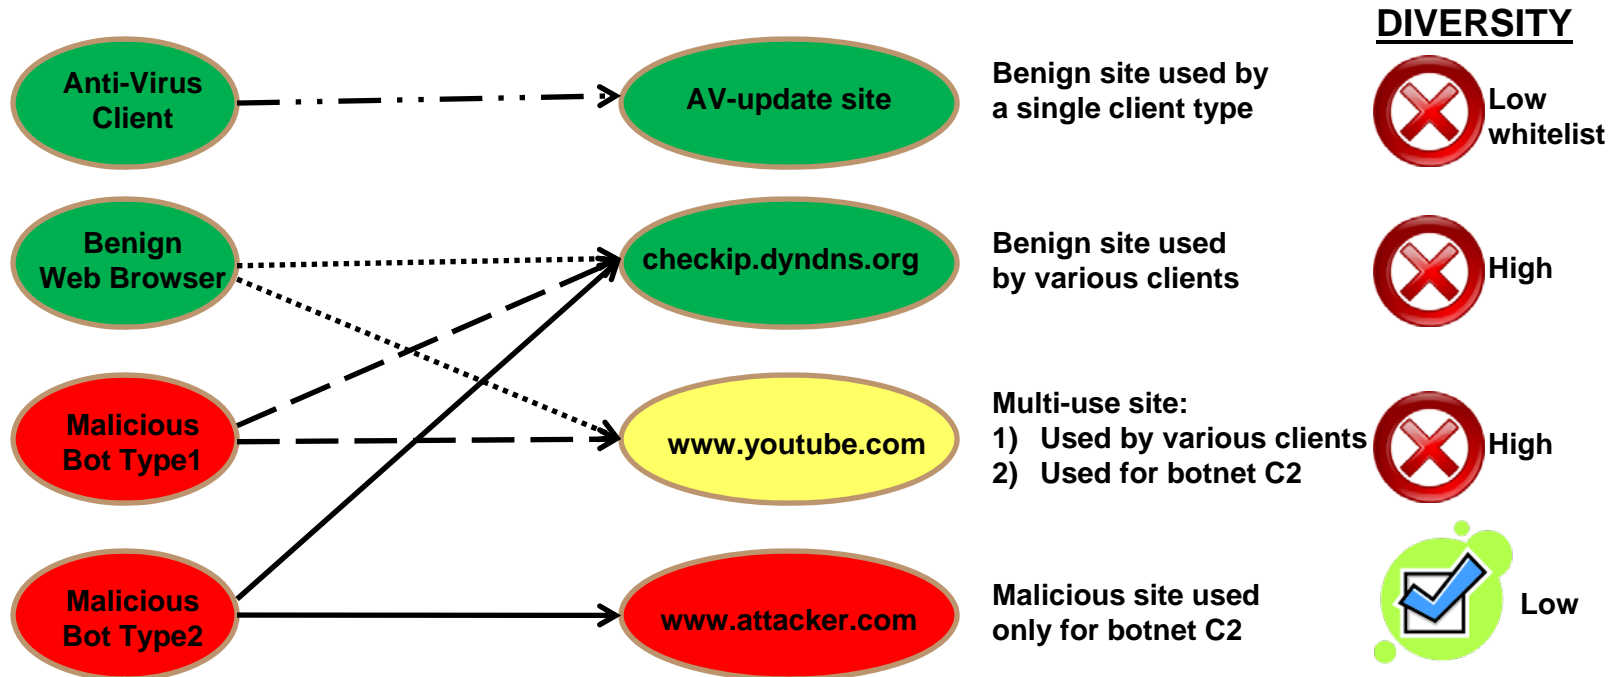 DIVERSITY
Anti-Virus
Client
AV-update site
Benign site used by
a single client type
Low
whitelist
Benign
Web Browser
checkip.dyndns.org
Benign site used
by various clients
High
Malicious
Bot Type1
www.youtube.com
Multi-use site:
1) Used by various clients
2) Used for botnet C2
High
Malicious
Bot Type2
www.attacker.com
Malicious site used
only for botnet C2
Low